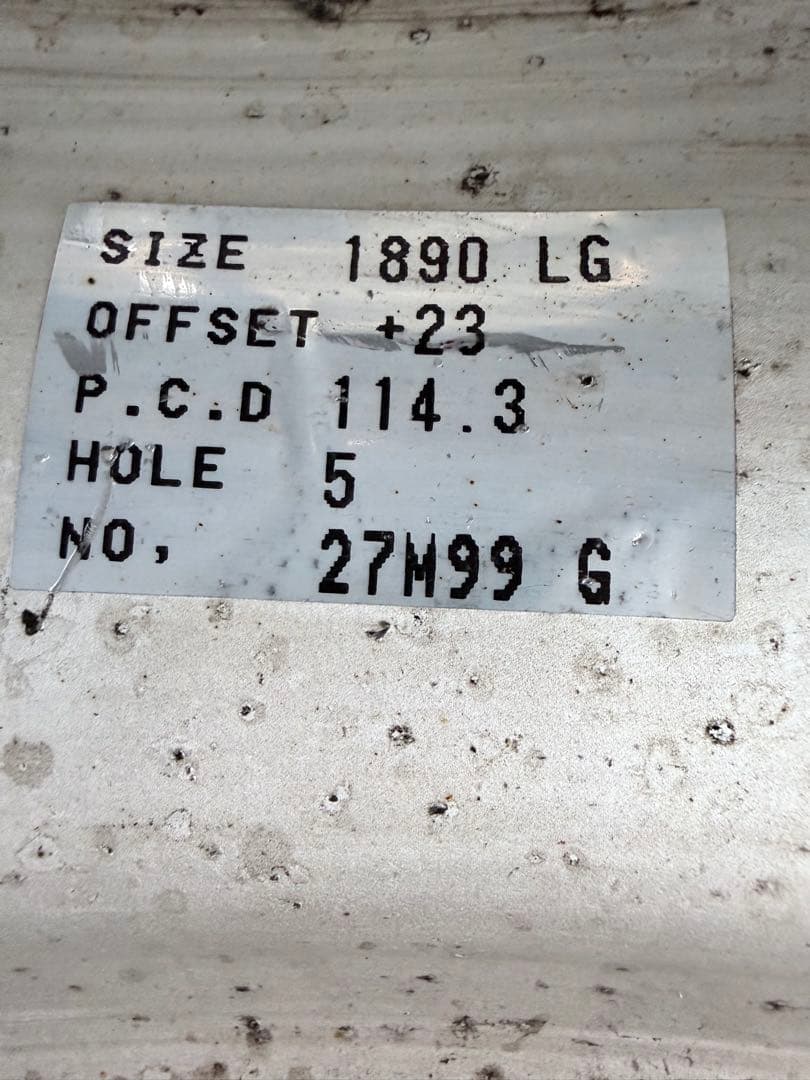 SIZE 1890 LG
OFFSET +23
P.C.D 114.3
HOLE 5
NO, 27M99 G